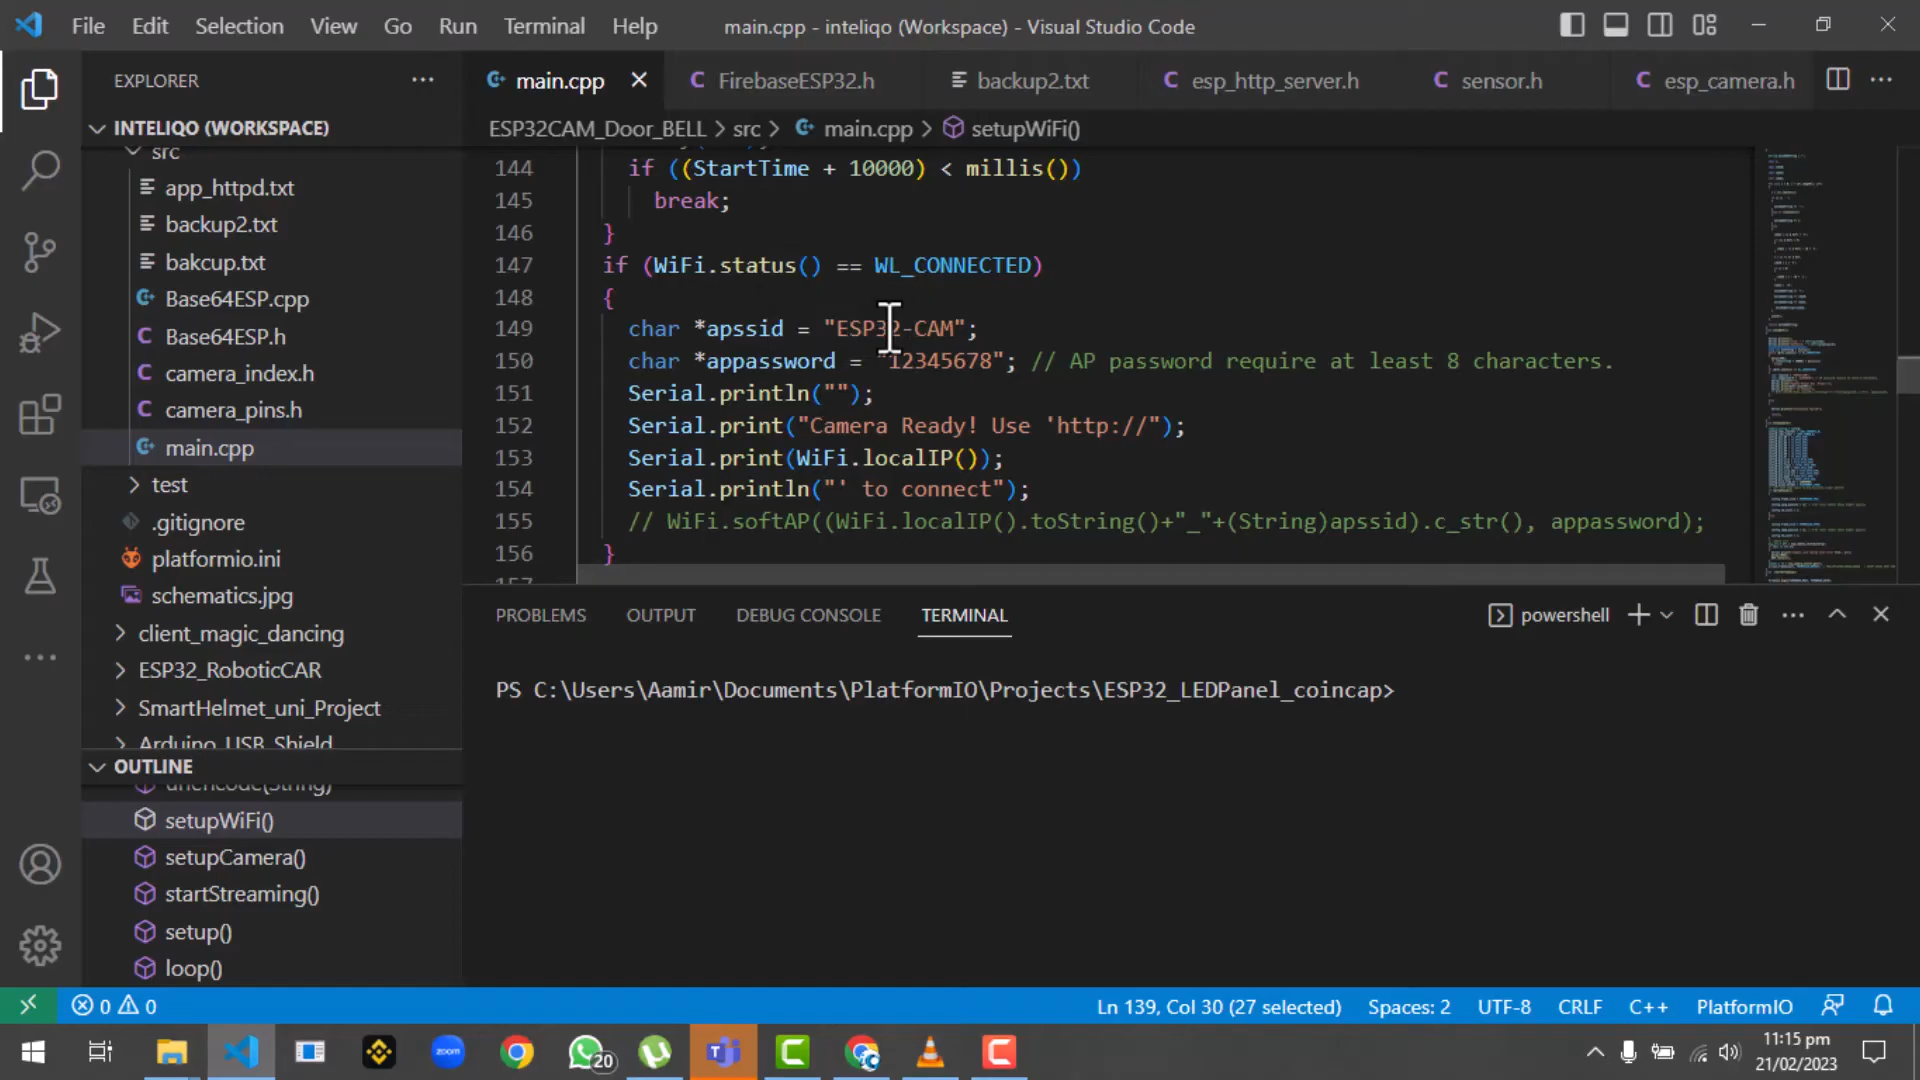 File Edit Selection View Go Run Terminal Help main.cpp - inteliqo (Workspace) - Visual Studio Code
EXPLORER
main.cpp
FirebaseESP32.h
backup2.txt
esp_http_server.h
sensor.h
esp_camera.h
INTELIQO (WORKSPACE)
ESP32CAM_Door_BELL > src > main.cpp > setupWiFi()
src
app_httpd.txt
backup2.txt
bakcup.txt
Base64ESP.cpp
Base64ESP.h
camera_index.h
camera_pins.h
main.cpp
test
.gitignore
platformio.ini
schematics.jpg
client_magic_dancing
ESP32_RoboticCAR
SmartHelmet_uni_Project
Arduino_USB_Shield
OUTLINE
urlencode(String)
setupWiFi()
setupCamera()
startStreaming()
setup()
loop()
144 if ((StartTime + 10000) < millis())
145 break;
146 }
147 if (WiFi.status() == WL_CONNECTED)
148 {
149 char *apssid = "ESP32-CAM";
150 char *appassword = "12345678"; // AP password require at least 8 characters.
151 Serial.println("");
152 Serial.print("Camera Ready! Use 'http://");
153 Serial.print(WiFi.localIP());
154 Serial.println("' to connect");
155 // WiFi.softAP((WiFi.localIP().toString()+"_"+(String)apssid).c_str(), appassword);
156 }
157
PROBLEMS OUTPUT DEBUG CONSOLE TERMINAL powershell
PS C:\Users\Aamir\Documents\PlatformIO\Projects\ESP32_LEDPanel_coincap>
0 0 Ln 139, Col 30 (27 selected) Spaces: 2 UTF-8 CRLF C++ PlatformIO
zoom
20
11:15 pm
21/02/2023